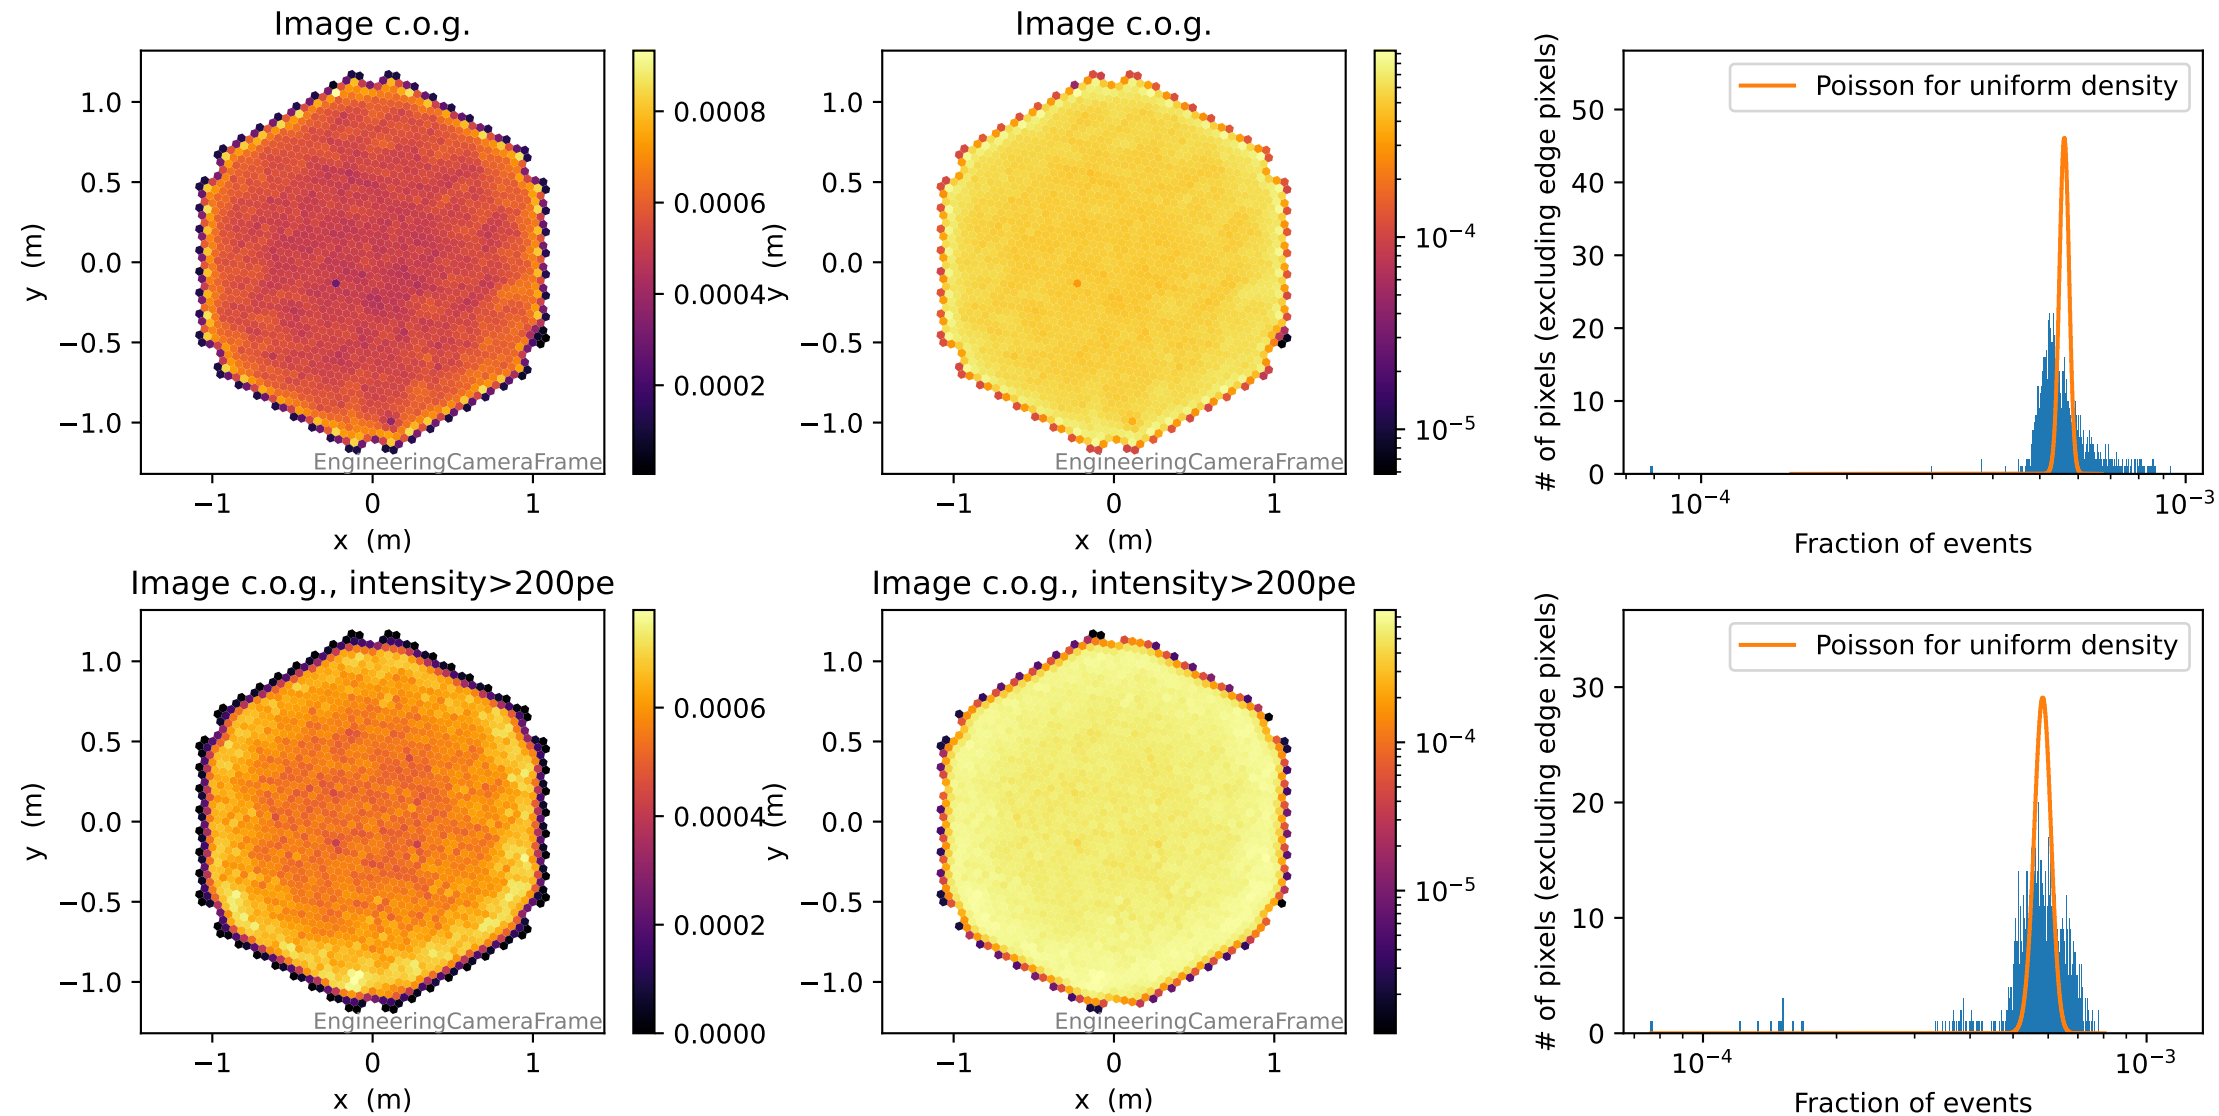 Image c.o.g.
1.0
0.5
0.0
−0.5
−1.0
y (m)
−1
0
1
x (m)
EngineeringCameraFrame
0.0008
0.0006
0.0004
0.0002
Image c.o.g.
1.0
0.5
0.0
−0.5
−1.0
y (m)
−1
0
1
x (m)
EngineeringCameraFrame
10⁻⁴
10⁻⁵
# of pixels (excluding edge pixels)
50
40
30
20
10
0
Poisson for uniform density
10⁻⁴
10⁻³
Fraction of events
Image c.o.g., intensity>200pe
1.0
0.5
0.0
−0.5
−1.0
y (m)
−1
0
1
x (m)
EngineeringCameraFrame
0.0006
0.0004
0.0002
0.0000
Image c.o.g., intensity>200pe
1.0
0.5
0.0
−0.5
−1.0
y (m)
−1
0
1
x (m)
EngineeringCameraFrame
10⁻⁴
10⁻⁵
# of pixels (excluding edge pixels)
30
20
10
0
Poisson for uniform density
10⁻⁴
10⁻³
Fraction of events